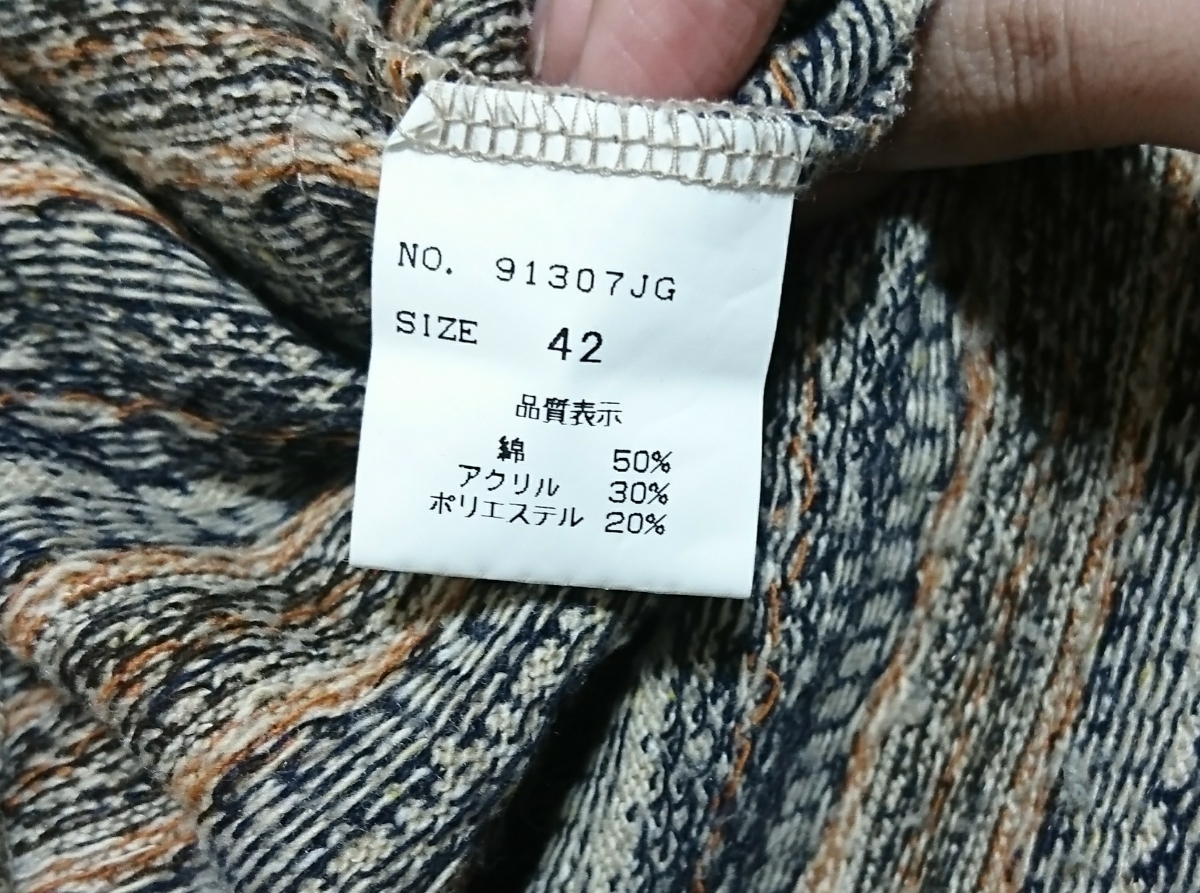 NO. 91307JG
SIZE 42
品質表示
綿 50%
アクリル 30%
ポリエステル 20%